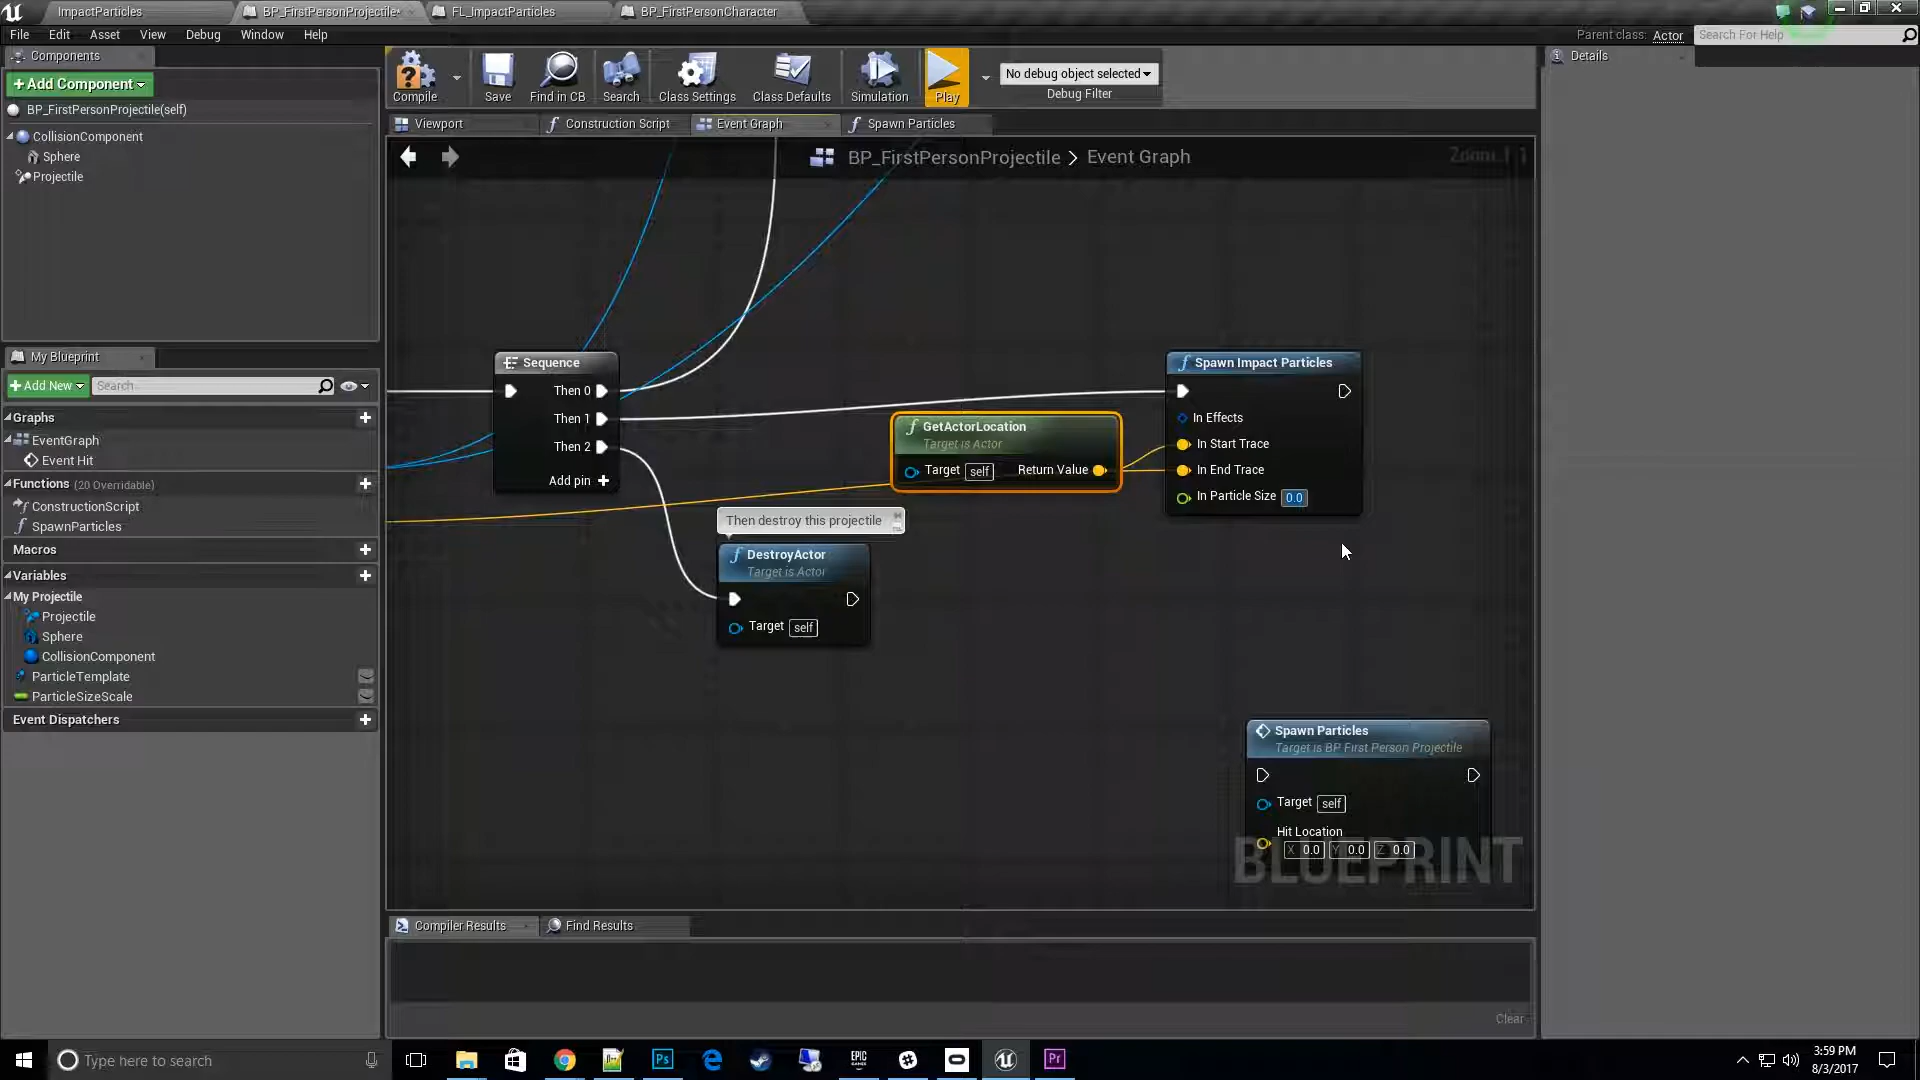 ImpactParticles
BP_FirstPersonProjectile*
FL_ImpactParticles
BP_FirstPersonCharacter
File
Edit
Asset
View
Debug
Window
Help
Parent class: Actor
Search For Help
Components
Add Component
BP_FirstPersonProjectile(self)
CollisionComponent
Sphere
Projectile
Compile
Save
Find in CB
Search
Class Settings
Class Defaults
Simulation
Play
No debug object selected
Debug Filter
Details
Viewport
Construction Script
Event Graph
Spawn Particles
BP_FirstPersonProjectile > Event Graph
My Blueprint
Add New
Search
Graphs
EventGraph
Event Hit
Functions (20 Overridable)
ConstructionScript
SpawnParticles
Macros
Variables
My Projectile
Projectile
Sphere
CollisionComponent
ParticleTemplate
ParticleSizeScale
Event Dispatchers
Sequence
Then 0
Then 1
Then 2
Add pin
GetActorLocation
Target is Actor
Target self
Return Value
Spawn Impact Particles
In Effects
In Start Trace
In End Trace
In Particle Size 0.0
Then destroy this projectile
DestroyActor
Target is Actor
Target self
Spawn Particles
Target is BP First Person Projectile
Target self
Hit Location
X 0.0 Y 0.0 Z 0.0
BLUEPRINT
Compiler Results
Find Results
Clear
Type here to search
Ps
EPIC
GAMES
Pr
3:59 PM
8/3/2017